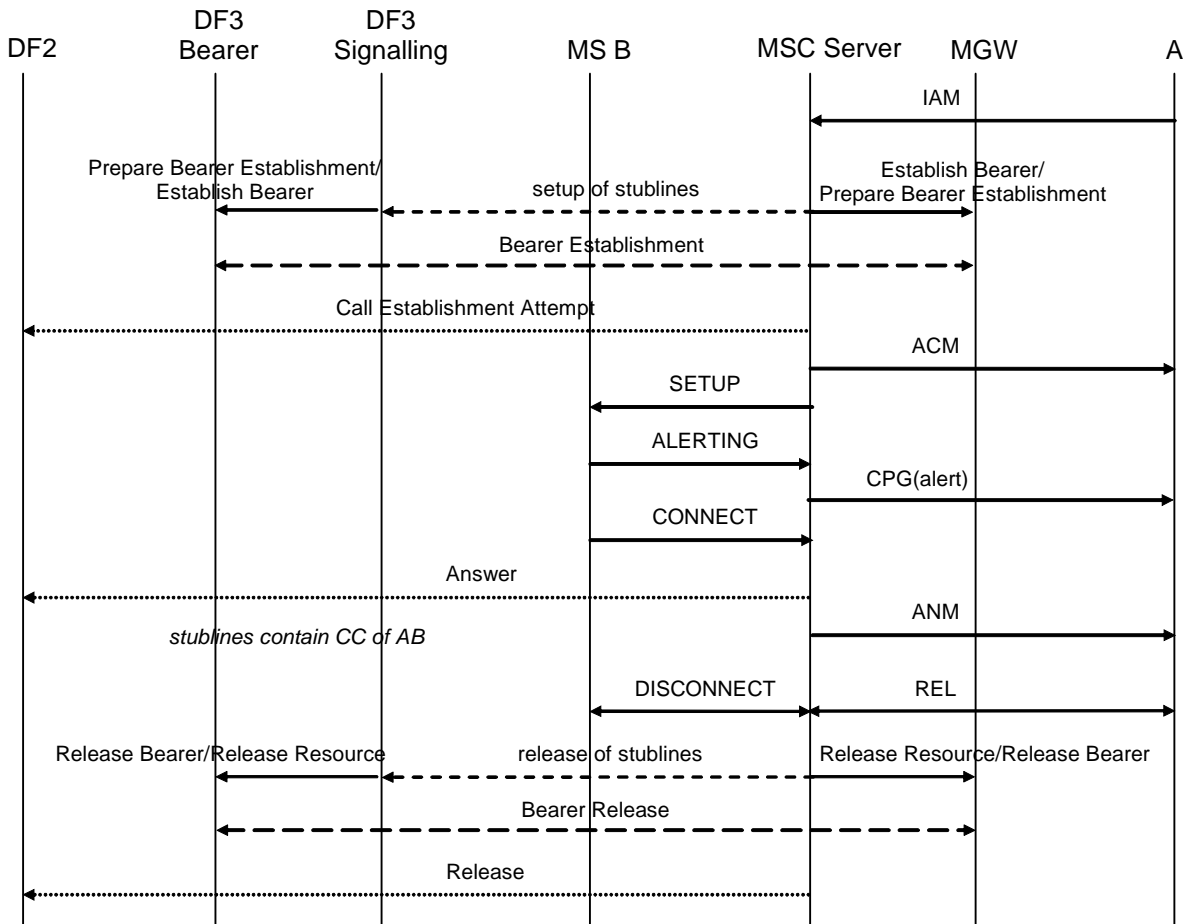 DF2
DF3
Bearer
DF3
Signalling
MS B
MSC Server
MGW
A
IAM
Prepare Bearer Establishment/
Establish Bearer
setup of stublines
Establish Bearer/
Prepare Bearer Establishment
Bearer Establishment
Call Establishment Attempt
ACM
SETUP
ALERTING
CPG(alert)
CONNECT
Answer
ANM
stublines contain CC of AB
DISCONNECT
REL
Release Bearer/Release Resource
release of stublines
Release Resource/Release Bearer
Bearer Release
Release